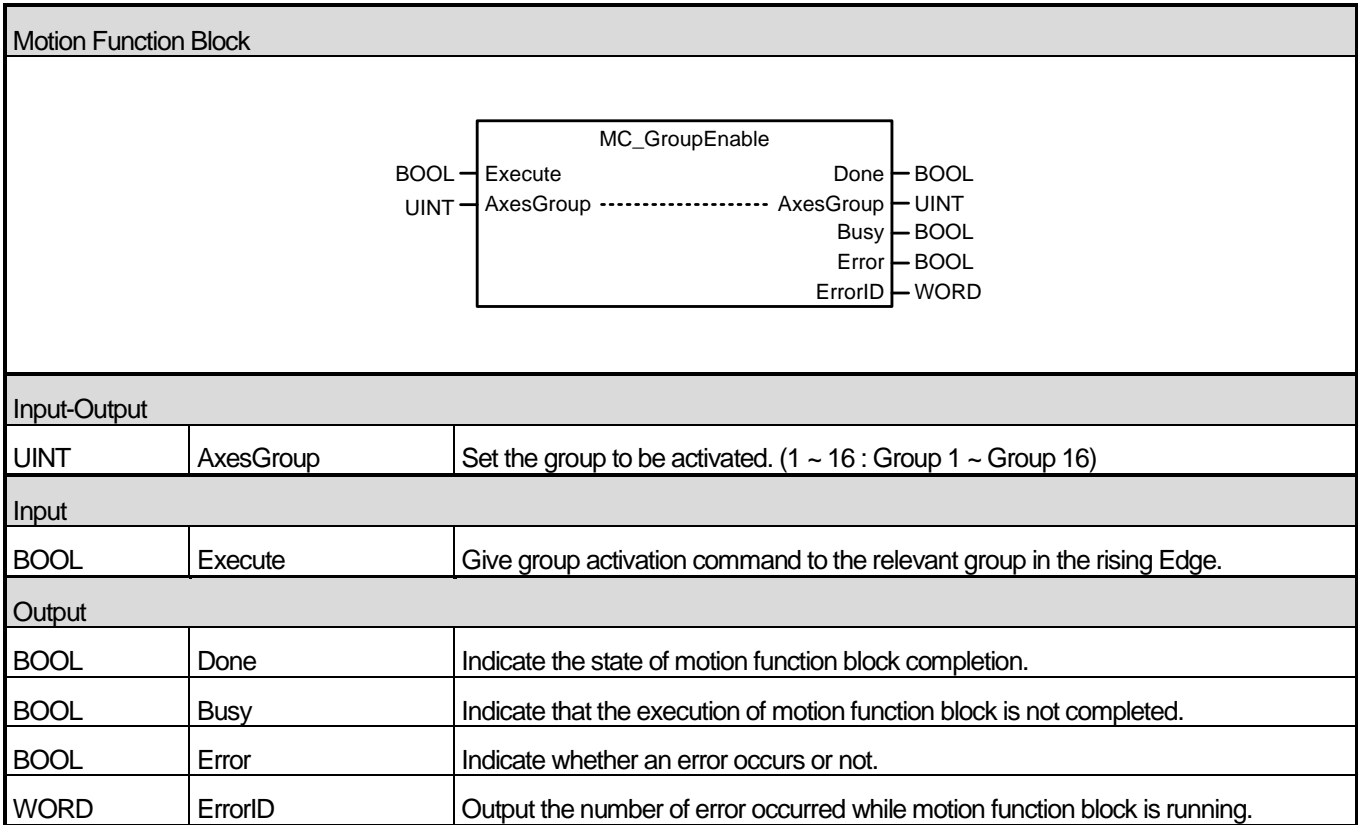 Motion Function Block
MC_GroupEnable
BOOL Execute Done BOOL
UINT AxesGroup AxesGroup UINT
Busy BOOL
Error BOOL
ErrorID WORD
Input-Output
UINT AxesGroup Set the group to be activated. (1 ~ 16 : Group 1 ~ Group 16)
Input
BOOL Execute Give group activation command to the relevant group in the rising Edge.
Output
BOOL Done Indicate the state of motion function block completion.
BOOL Busy Indicate that the execution of motion function block is not completed.
BOOL Error Indicate whether an error occurs or not.
WORD ErrorID Output the number of error occurred while motion function block is running.